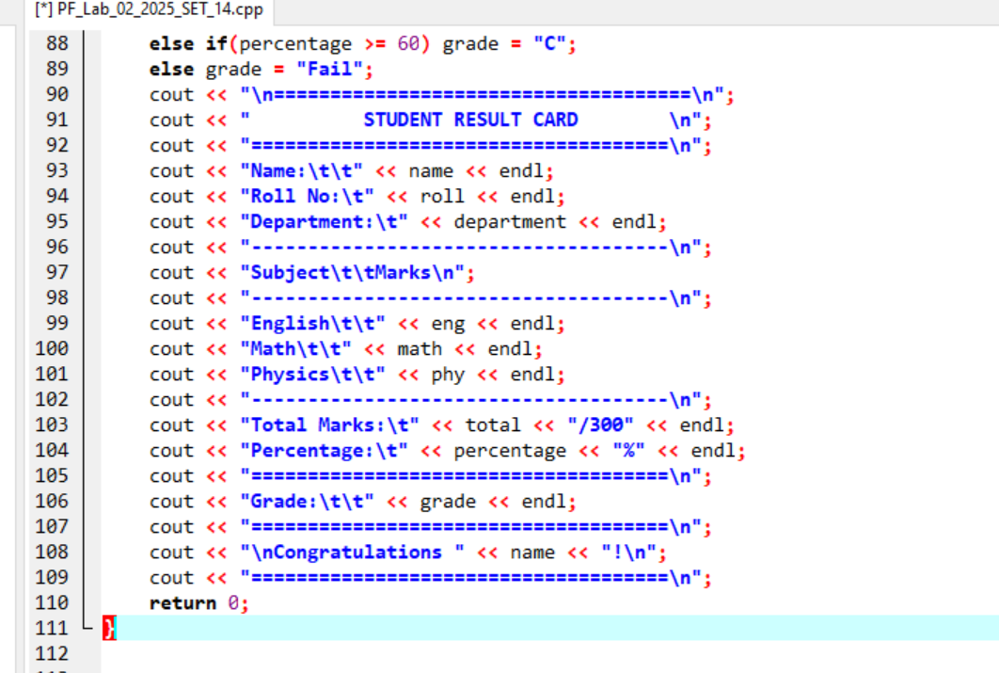 [*] PF_Lab_02_2025_SET_14.cpp
88 else if(percentage >= 60) grade = "C";
89 else grade = "Fail";
90 cout << "\n=====================================\n";
91 cout << "          STUDENT RESULT CARD        \n";
92 cout << "=====================================\n";
93 cout << "Name:\t\t" << name << endl;
94 cout << "Roll No:\t" << roll << endl;
95 cout << "Department:\t" << department << endl;
96 cout << "-------------------------------------\n";
97 cout << "Subject\t\tMarks\n";
98 cout << "-------------------------------------\n";
99 cout << "English\t\t" << eng << endl;
100 cout << "Math\t\t" << math << endl;
101 cout << "Physics\t\t" << phy << endl;
102 cout << "-------------------------------------\n";
103 cout << "Total Marks:\t" << total << "/300" << endl;
104 cout << "Percentage:\t" << percentage << "%" << endl;
105 cout << "=====================================\n";
106 cout << "Grade:\t\t" << grade << endl;
107 cout << "=====================================\n";
108 cout << "\nCongratulations " << name << "!\n";
109 cout << "=====================================\n";
110 return 0;
111 }
112